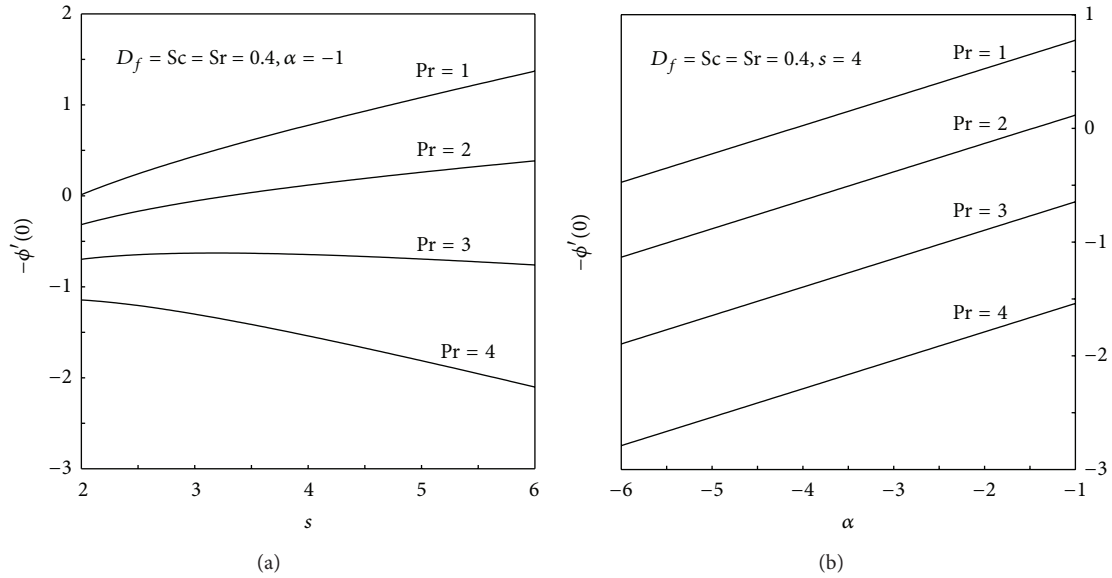 2
1
0
−1
−2
−3
−ϕ′(0)
D_f = Sc = Sr = 0.4, α = −1
Pr = 1
Pr = 2
Pr = 3
Pr = 4
2 3 4 5 6
s
(a)
D_f = Sc = Sr = 0.4, s = 4
Pr = 1
Pr = 2
Pr = 3
Pr = 4
−ϕ′(0)
1
0
−1
−2
−3
−6 −5 −4 −3 −2 −1
α
(b)